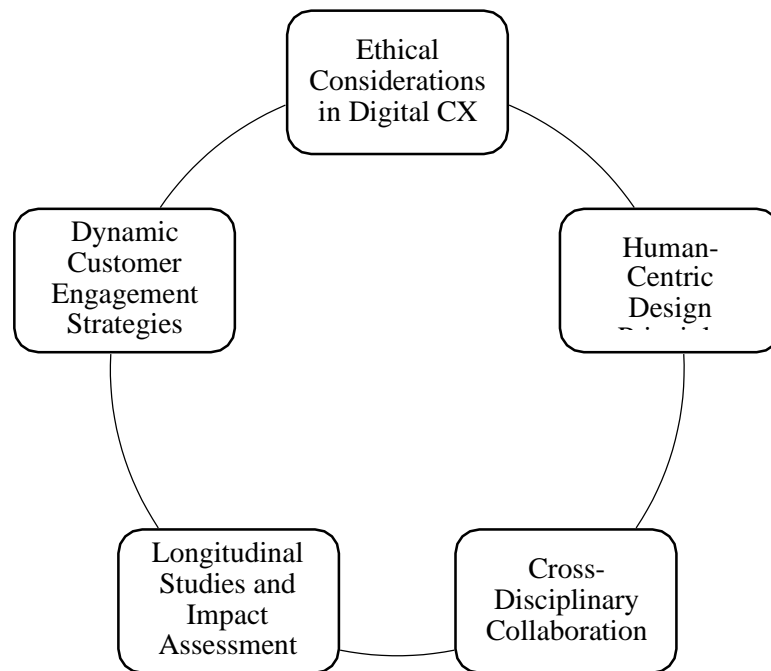 Ethical
Considerations
in Digital CX
Human-
Centric
Design
Dynamic
Customer
Engagement
Strategies
Cross-
Disciplinary
Collaboration
Longitudinal
Studies and
Impact
Assessment